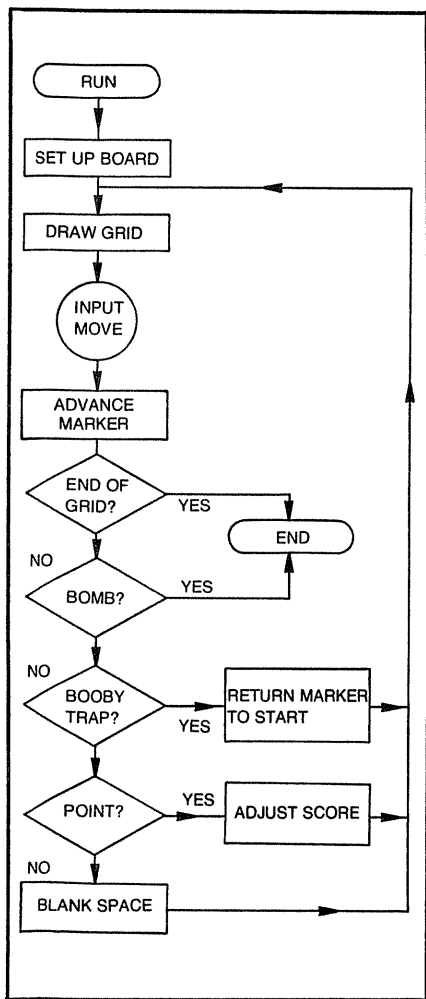 RUN
SET UP BOARD
DRAW GRID
INPUT
MOVE
ADVANCE
MARKER
END OF
GRID?
YES
END
NO
BOMB?
YES
NO
BOOBY
TRAP?
YES
RETURN MARKER
TO START
POINT?
YES
ADJUST SCORE
NO
BLANK SPACE